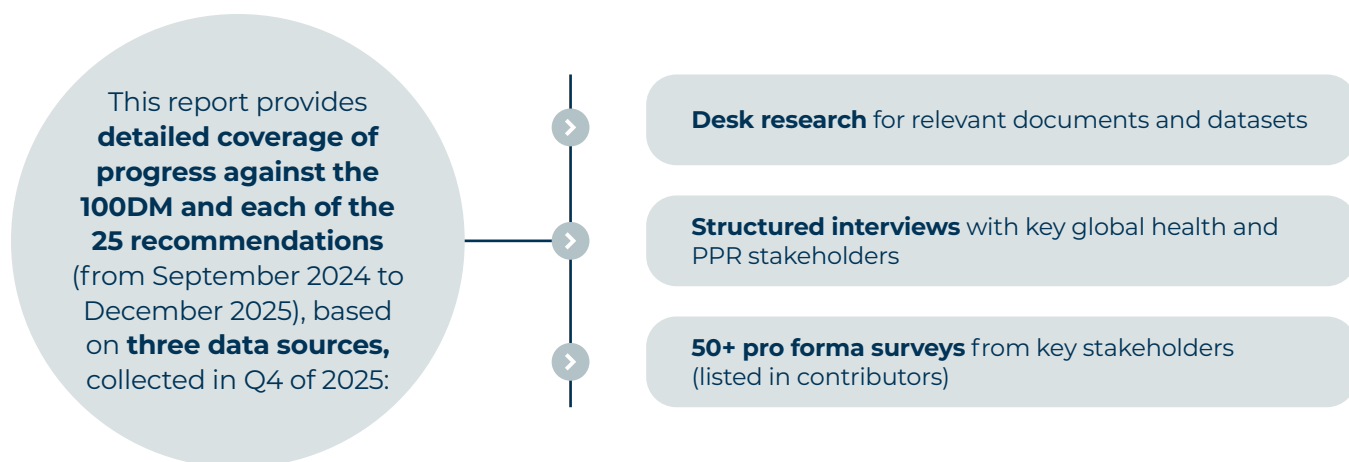 This report provides
detailed coverage of
progress against the
100DM and each of the
25 recommendations
(from September 2024 to
December 2025), based
on three data sources,
collected in Q4 of 2025:
Desk research for relevant documents and datasets
Structured interviews with key global health and
PPR stakeholders
50+ pro forma surveys from key stakeholders
(listed in contributors)